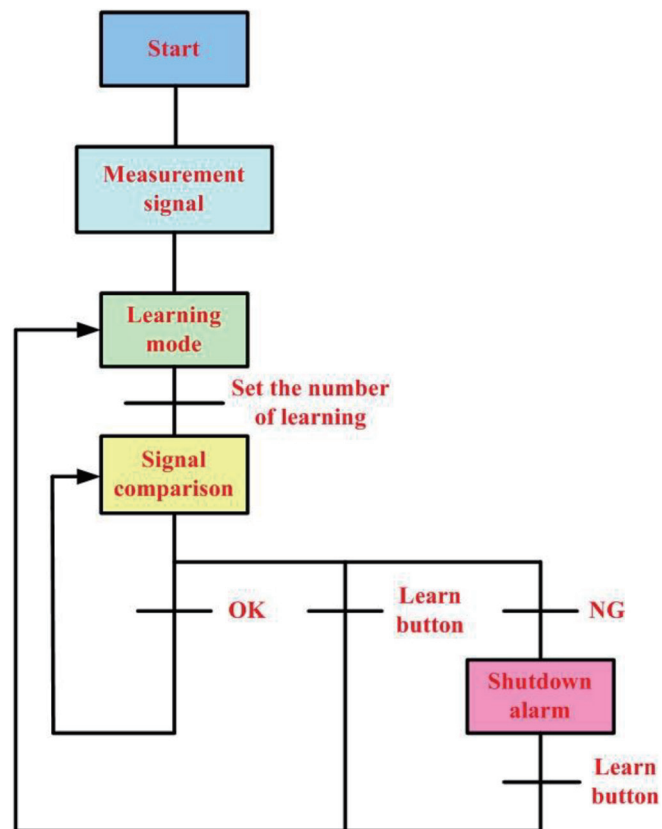 Start
Measurement
signal
Learning
mode
Set the number
of learning
Signal
comparison
OK
Learn
button
NG
Shutdown
alarm
Learn
button